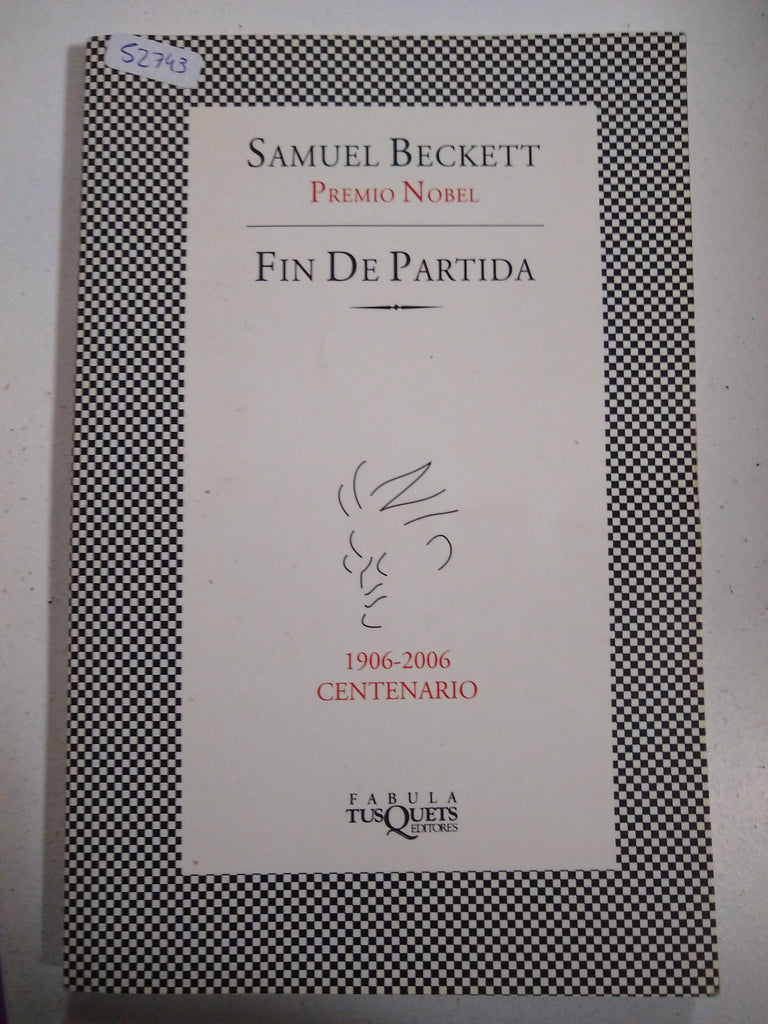 52743
SAMUEL BECKETT
PREMIO NOBEL
FIN DE PARTIDA
1906-2006
CENTENARIO
FABULA
TUSQUETS
EDITORES